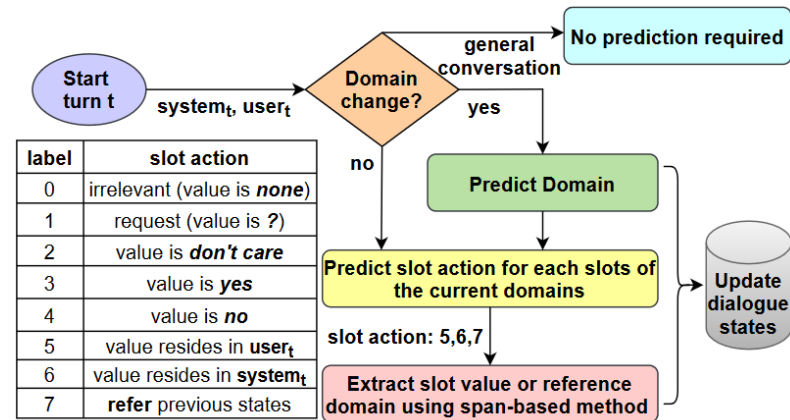 Start
turn t
system_t, user_t
Domain
change?
general
conversation
No prediction required
yes
no
Predict Domain
Predict slot action for each slots of
the current domains
slot action: 5,6,7
Extract slot value or reference
domain using span-based method
Update
dialogue
states
label slot action
0 irrelevant (value is none)
1 request (value is ?)
2 value is don't care
3 value is yes
4 value is no
5 value resides in user_t
6 value resides in system_t
7 refer previous states